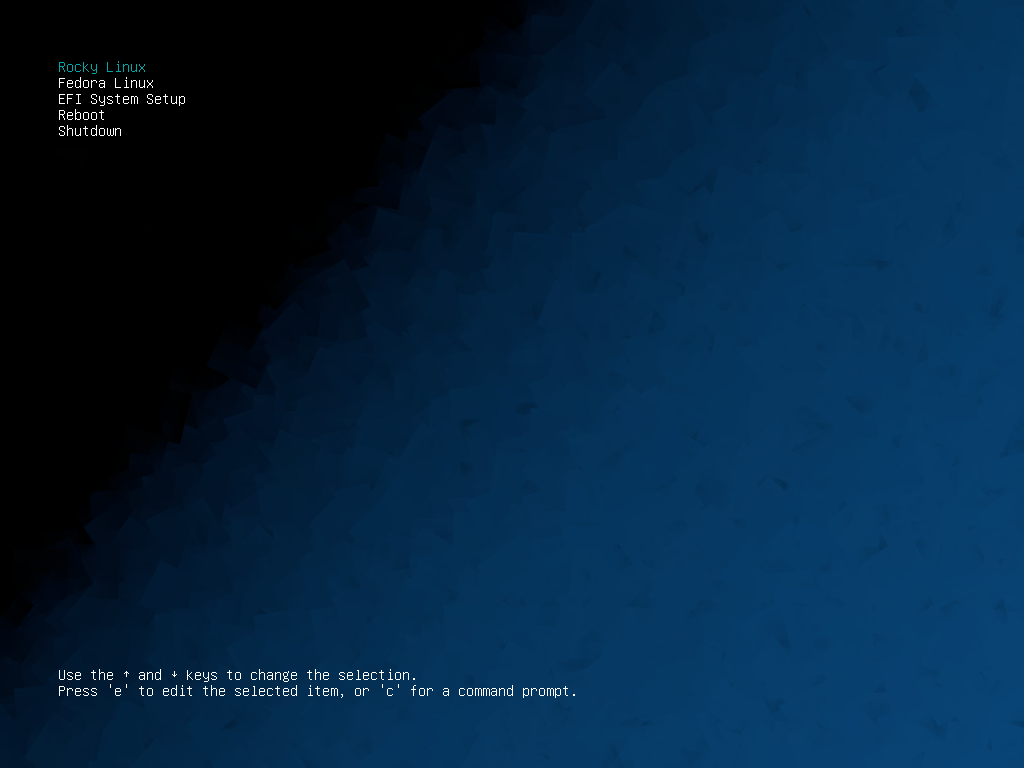 Rocky Linux
Fedora Linux
EFI System Setup
Reboot
Shutdown
Use the ↑ and ↓ keys to change the selection.
Press 'e' to edit the selected item, or 'c' for a command prompt.